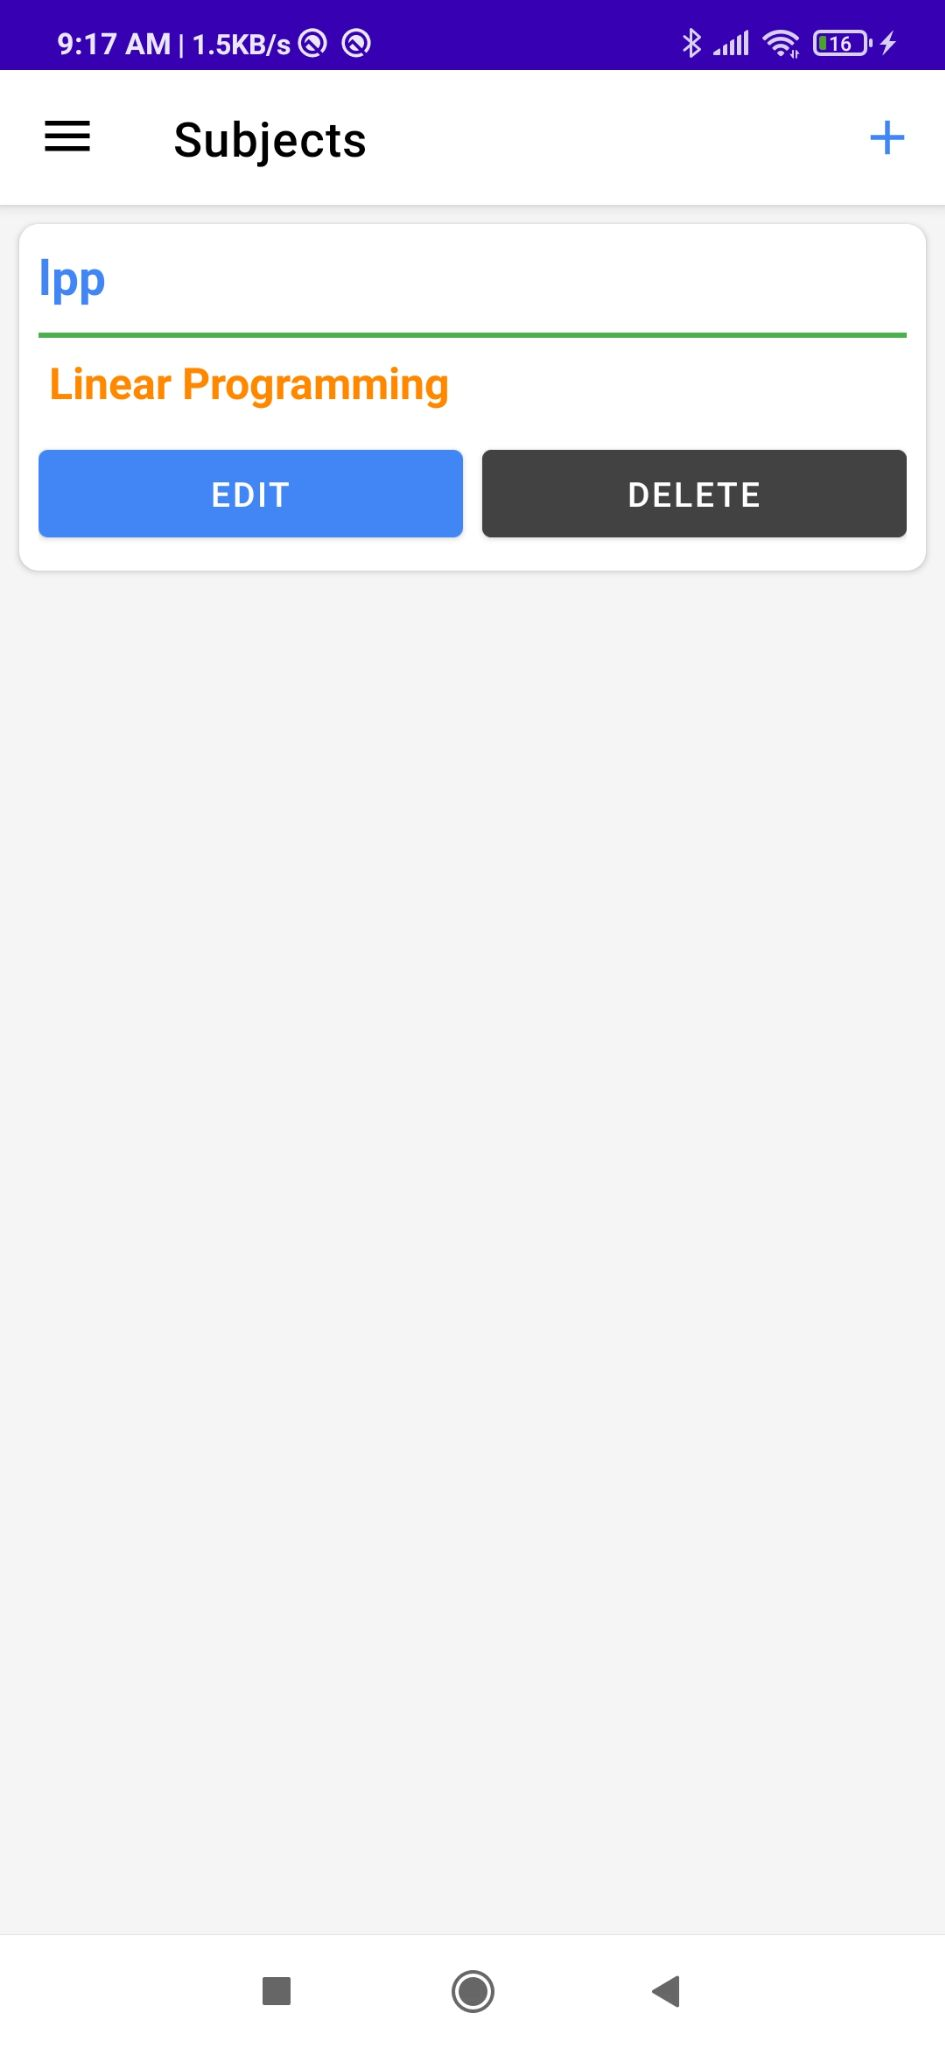 9:17 AM | 1.5KB/s 16
Subjects
lpp
Linear Programming
EDIT DELETE